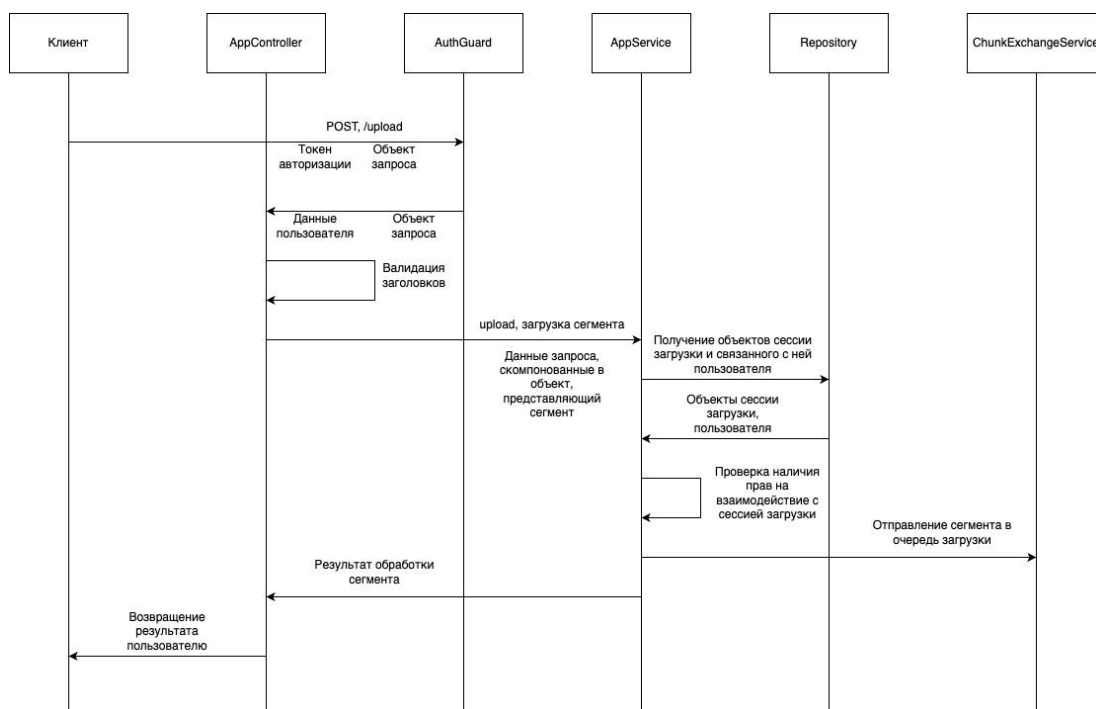 Клиент
AppController
AuthGuard
AppService
Repository
ChunkExchangeService
POST, /upload
Токен
авторизации
Объект
запроса
Данные
пользователя
Объект
запроса
Валидация
заголовков
upload, загрузка сегмента
Данные запроса,
скомпонованные в
объект,
представляющий
сегмент
Получение объектов сессии
загрузки и связанного с ней
пользователя
Объекты сессии
загрузки,
пользователя
Проверка наличия
прав на
взаимодействие с
сессией загрузки
Отправление сегмента в
очередь загрузки
Результат обработки
сегмента
Возвращение
результата
пользователю